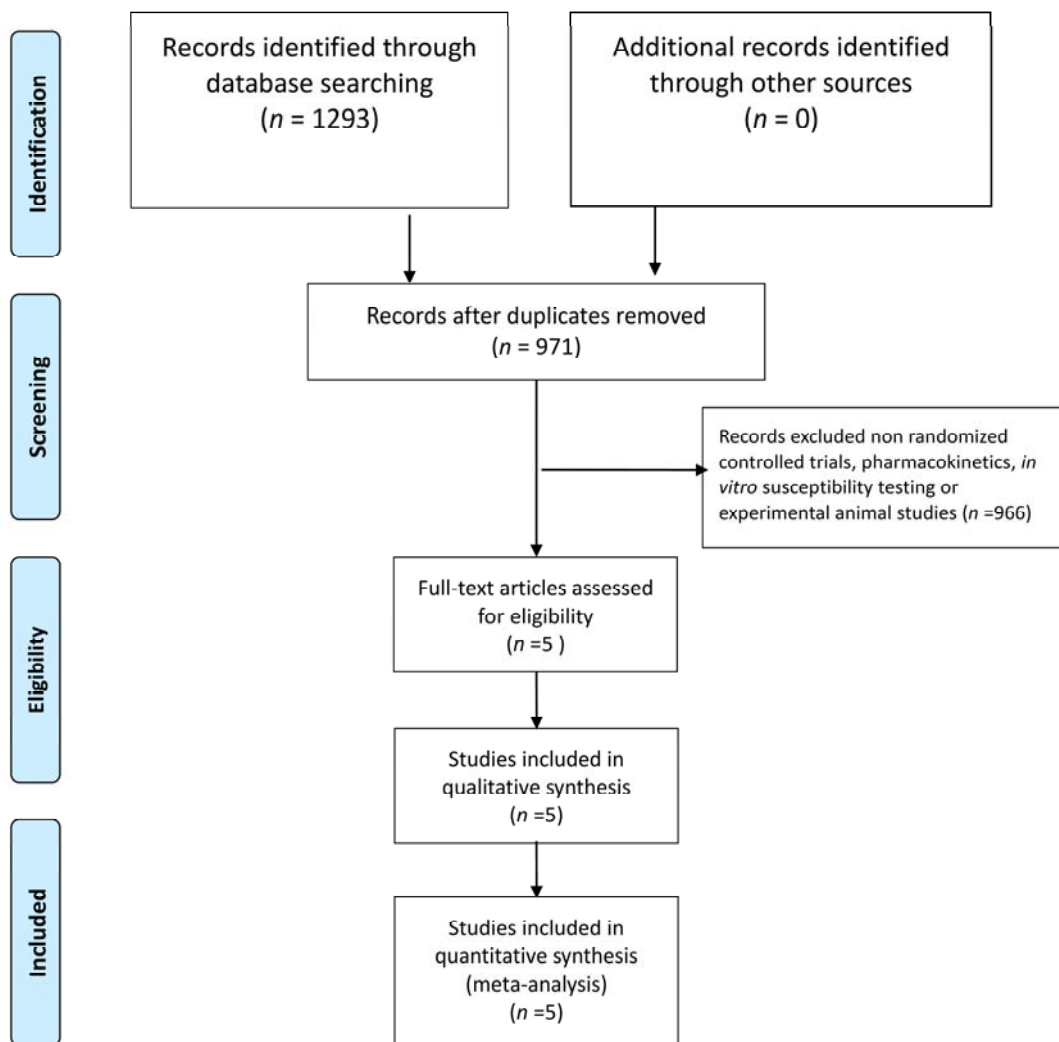 Identification
Records identified through
database searching
(n = 1293)
Additional records identified
through other sources
(n = 0)
Screening
Records after duplicates removed
(n = 971)
Records excluded non randomized
controlled trials, pharmacokinetics, in
vitro susceptibility testing or
experimental animal studies (n =966)
Eligibility
Full-text articles assessed
for eligibility
(n =5 )
Studies included in
qualitative synthesis
(n =5)
Included
Studies included in
quantitative synthesis
(meta-analysis)
(n =5)